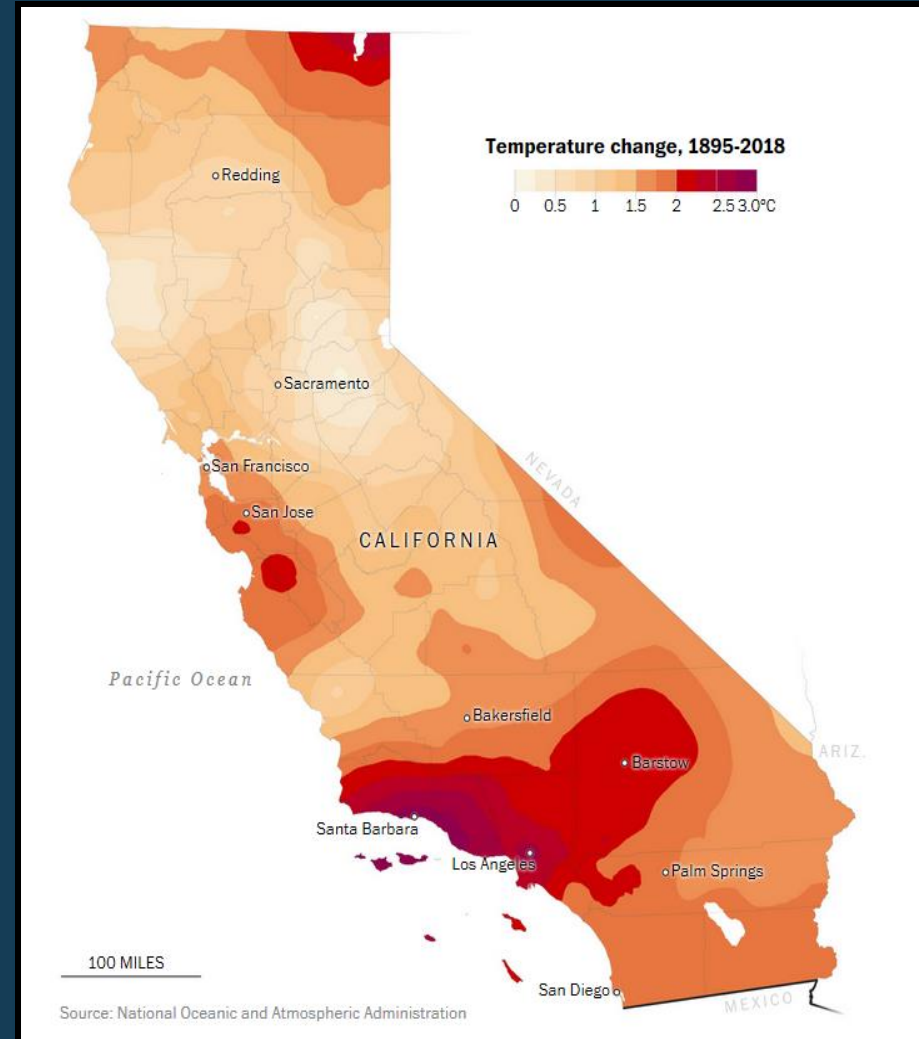 Temperature change, 1895-2018
0 0.5 1 1.5 2 2.5 3.0ºC
Redding
Sacramento
NEVADA
San Francisco
San Jose
CALIFORNIA
Pacific Ocean
Bakersfield
ARIZ.
Barstow
Santa Barbara
Los Angeles
Palm Springs
100 MILES
San Diego
MEXICO
Source: National Oceanic and Atmospheric Administration